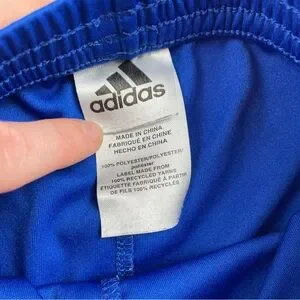 adidas
MADE IN CHINA
FABRIQUÉ EN CHINE
HECHO EN CHINA
100% POLYESTER/POLYESTER/
poliéster
LABEL MADE FROM
100% RECYCLED YARNS
ÉTIQUETTE FABRIQUÉ À PARTIR
DE FILS 100% RECYCLÉS